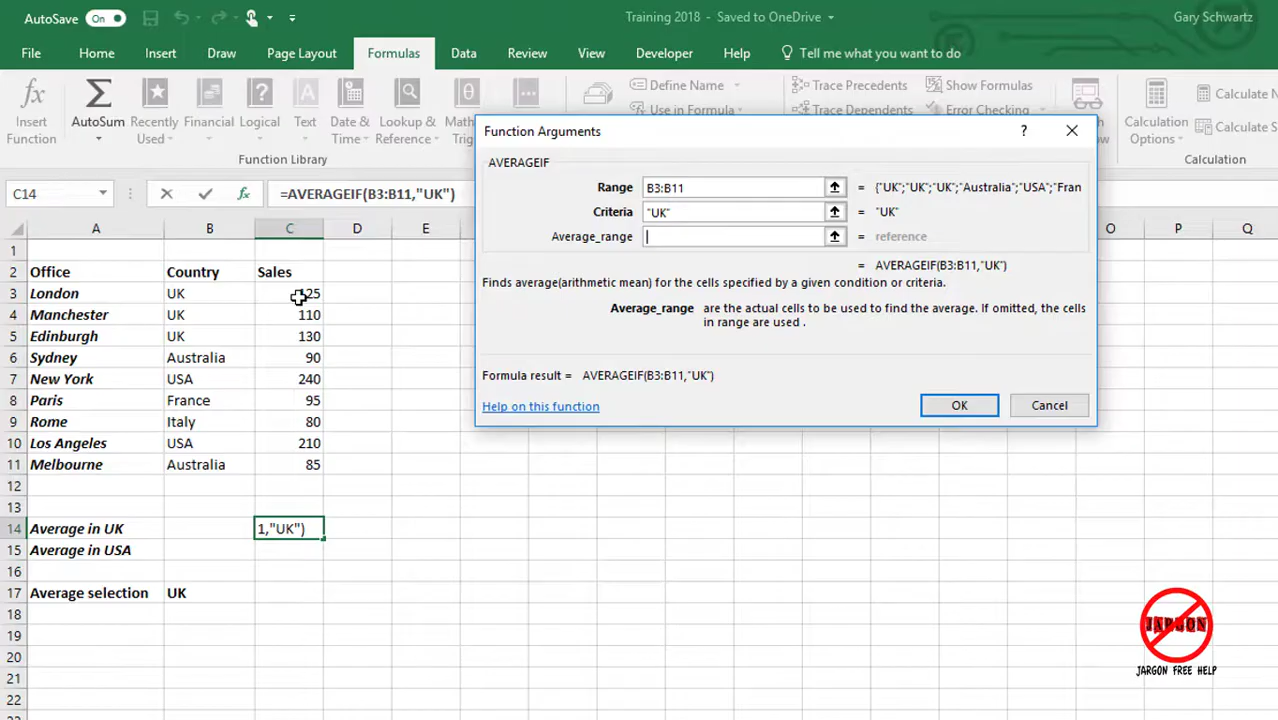 AutoSave On Training 2018 - Saved to OneDrive Gary Schwartz
File Home Insert Draw Page Layout Formulas Data Review View Developer Help Tell me what you want to do
Insert Function
AutoSum
Recently Used
Financial
Logical
Text
Date & Time
Lookup & Reference
Function Library
Define Name
Use in Formula
Trace Precedents
Trace Dependents
Show Formulas
Error Checking
Calculation Options
Calculate N
Calculate S
Calculation
C14 fx =AVERAGEIF(B3:B11,"UK")
Function Arguments
AVERAGEIF
Range B3:B11 = {"UK";"UK";"UK";"Australia";"USA";"Fran
Criteria "UK" = "UK"
Average_range = reference
= AVERAGEIF(B3:B11,"UK")
Finds average(arithmetic mean) for the cells specified by a given condition or criteria.
Average_range are the actual cells to be used to find the average. If omitted, the cells
in range are used .
Formula result = AVERAGEIF(B3:B11,"UK")
Help on this function OK Cancel
A B C D E O P Q
1
2 Office Country Sales
3 London UK 125
4 Manchester UK 110
5 Edinburgh UK 130
6 Sydney Australia 90
7 New York USA 240
8 Paris France 95
9 Rome Italy 80
10 Los Angeles USA 210
11 Melbourne Australia 85
12
13
14 Average in UK 1,"UK")
15 Average in USA
16
17 Average selection UK
18
19
20
21
22
JARGON
JARGON FREE HELP